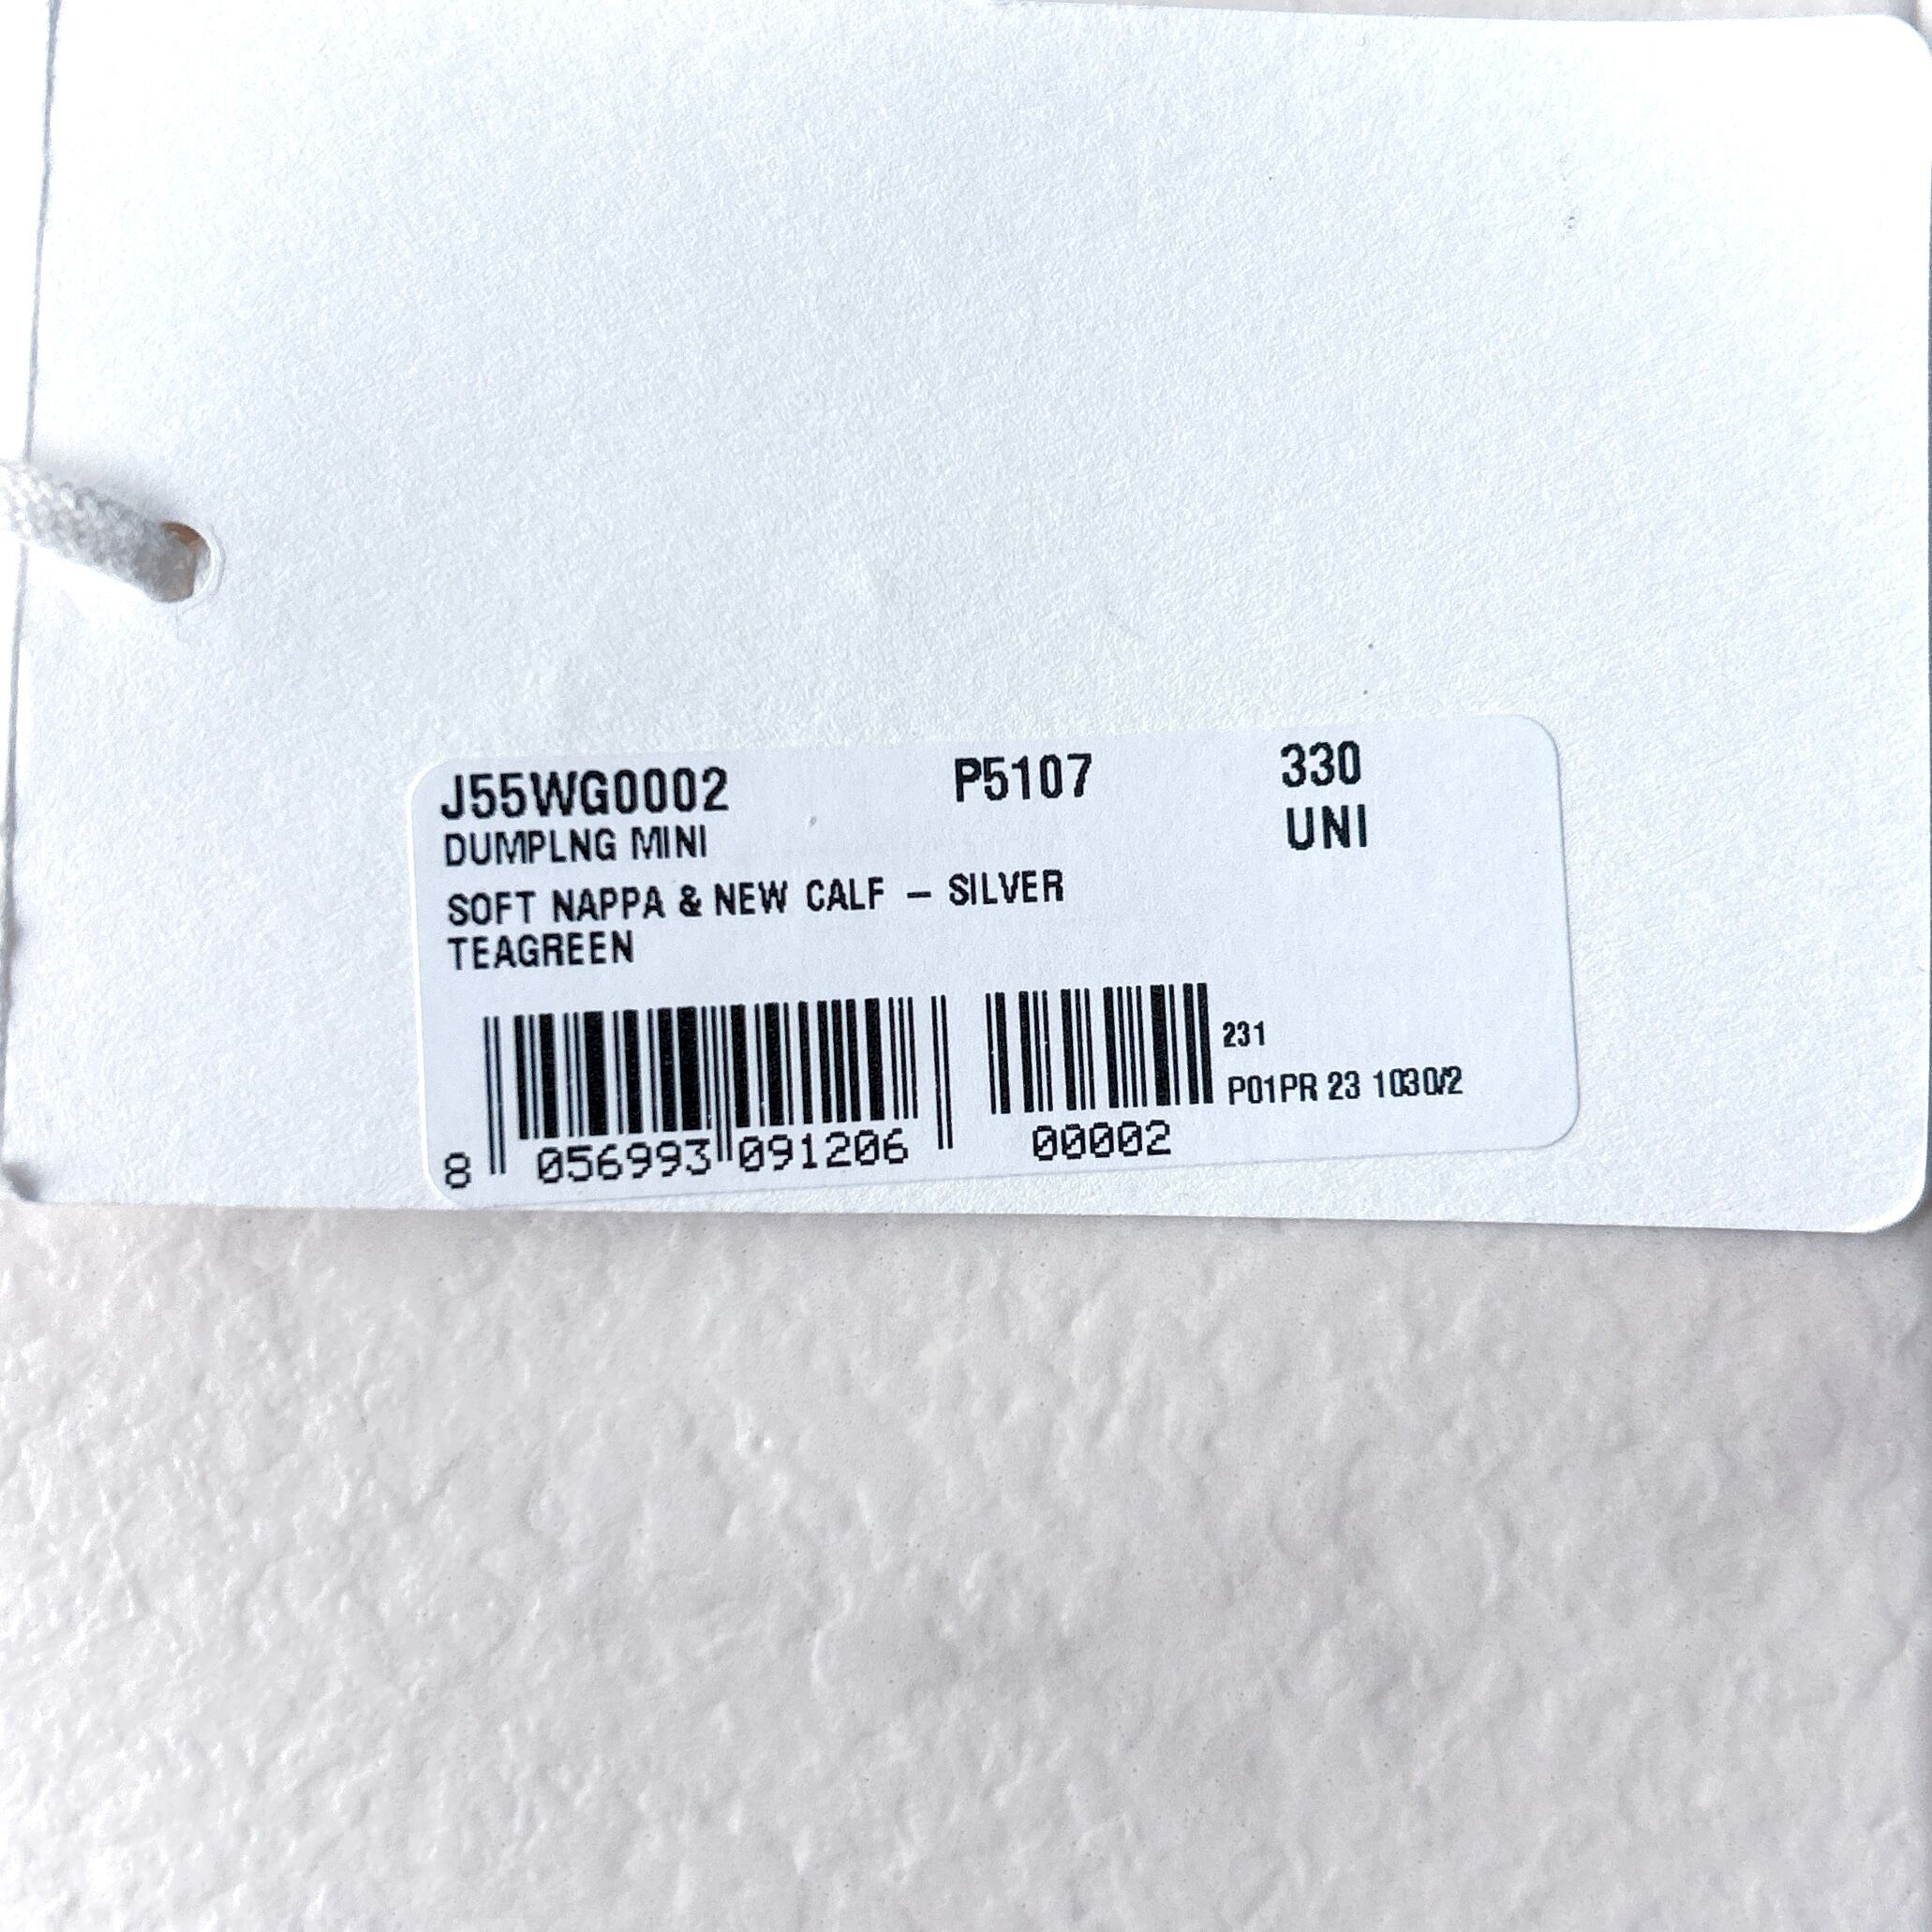 J55WG0002 P5107 330
DUMPLNG MINI UNI
SOFT NAPPA & NEW CALF – SILVER
TEAGREEN
231
P01PR 23 1030/2
8 056993 091206 00002